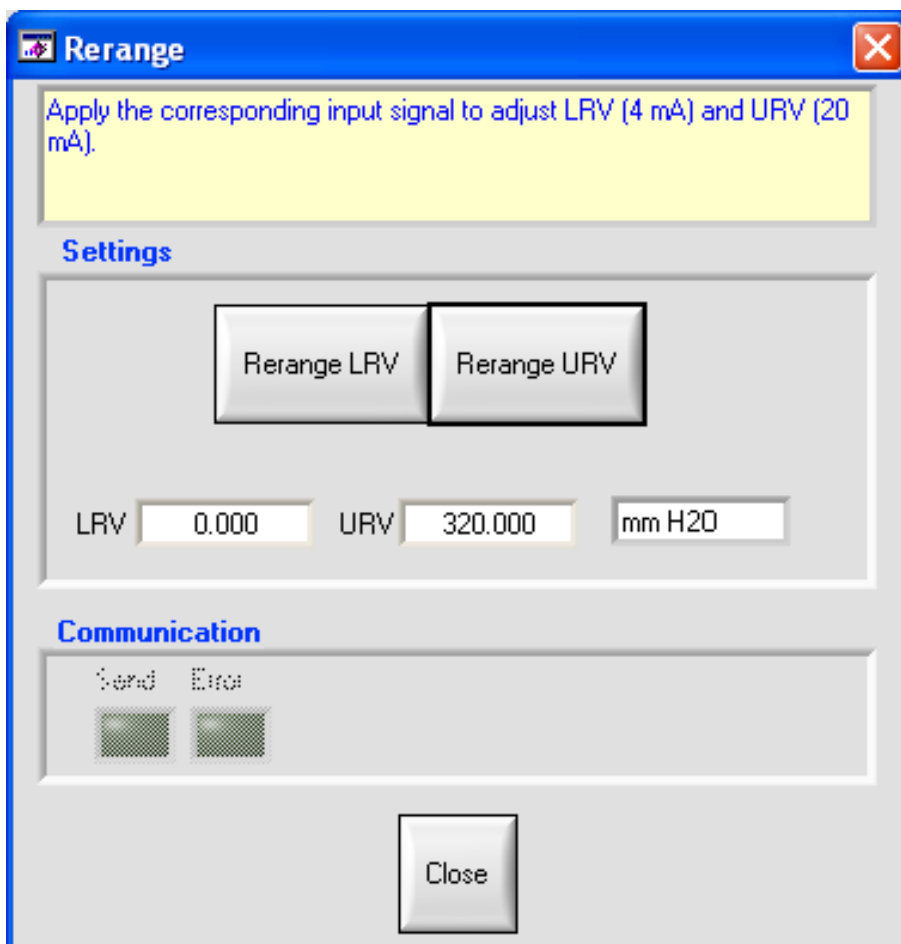 Rerange
Apply the corresponding input signal to adjust LRV (4 mA) and URV (20
mA).
Settings
Rerange LRV Rerange URV
LRV 0.000 URV 320.000 mm H2O
Communication
Send Error
Close